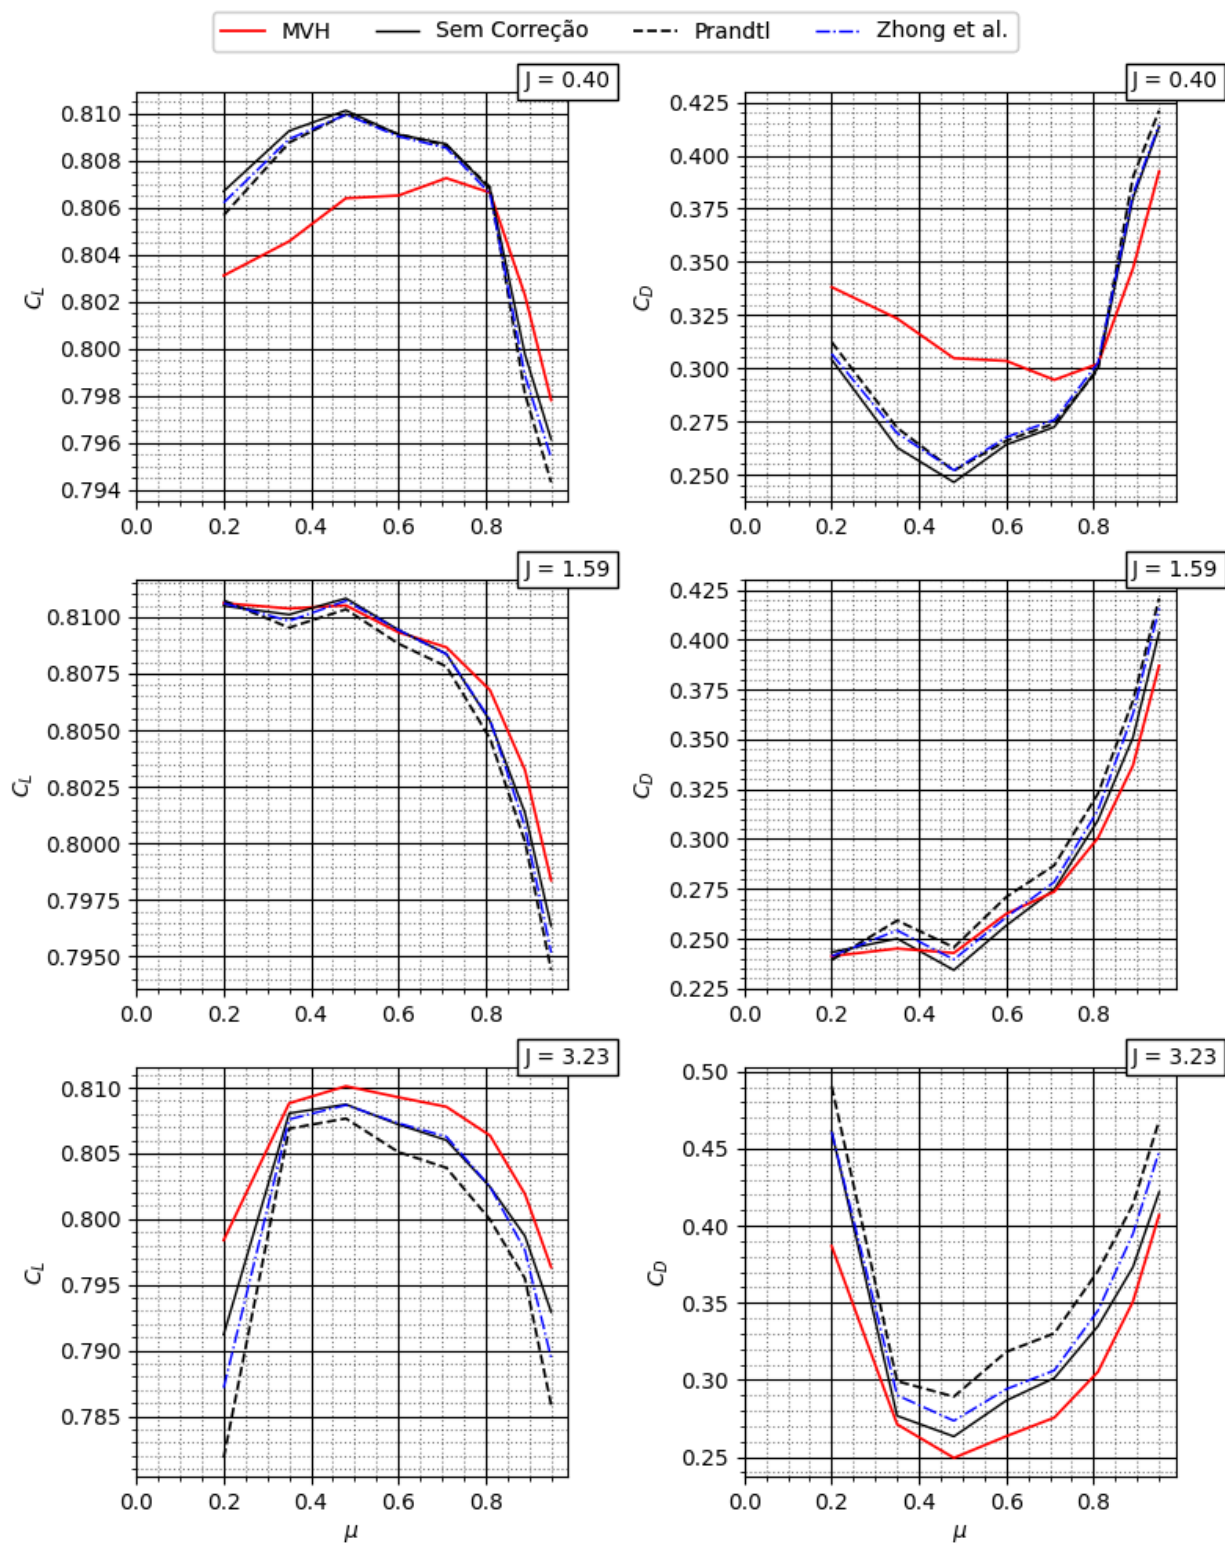 MVH Sem Correção Prandtl Zhong et al.
J = 0.40 J = 0.40
0.810
0.808
0.806
0.804
0.802
0.800
0.798
0.796
0.794
C_L
0.0 0.2 0.4 0.6 0.8
0.425
0.400
0.375
0.350
0.325
0.300
0.275
0.250
C_D
0.0 0.2 0.4 0.6 0.8
J = 1.59 J = 1.59
0.8100
0.8075
0.8050
0.8025
0.8000
0.7975
0.7950
C_L
0.0 0.2 0.4 0.6 0.8
0.425
0.400
0.375
0.350
0.325
0.300
0.275
0.250
0.225
C_D
0.0 0.2 0.4 0.6 0.8
J = 3.23 J = 3.23
0.810
0.805
0.800
0.795
0.790
0.785
C_L
0.0 0.2 0.4 0.6 0.8
μ
0.50
0.45
0.40
0.35
0.30
0.25
C_D
0.0 0.2 0.4 0.6 0.8
μ